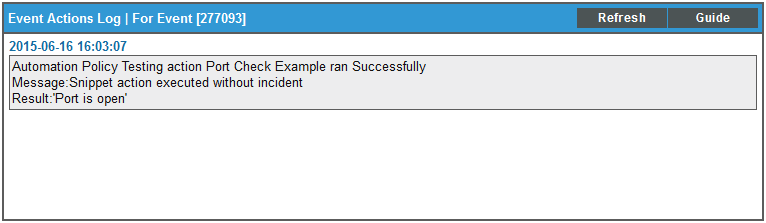 Event Actions Log | For Event [277093]
Refresh
Guide
2015-06-16 16:03:07
Automation Policy Testing action Port Check Example ran Successfully
Message:Snippet action executed without incident
Result:'Port is open'